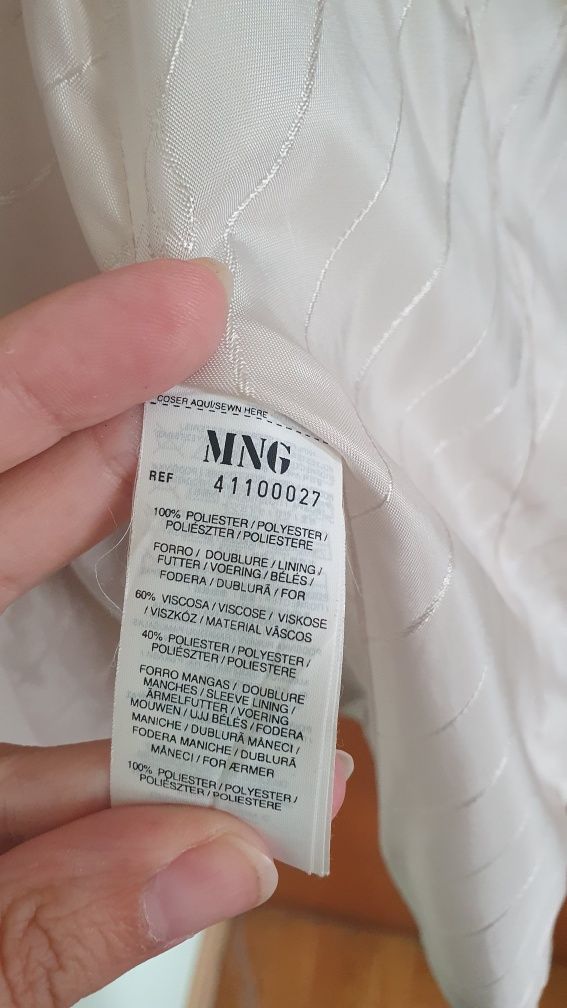 COSER AQUI/SEWN HERE
MNG
REF 41100027
100% POLIESTER / POLYESTER /
POLIÉSZTER / POLIESTERE
FORRO / DOUBLURE / LINING /
FUTTER / VOERING / BÉLÉS /
FODERA / DUBLURĂ / FOR
60% VISCOSA / VISCOSE / VISKOSE
/ VISZKÓZ / MATERIAL VÂSCOS
40% POLIESTER / POLYESTER /
POLIÉSZTER / POLIESTERE
FORRO MANGAS / DOUBLURE
MANCHES / SLEEVE LINING /
ÄRMELFUTTER / VOERING
MOUWEN / UJJ BÉLÉS / FODERA
MANICHE / DUBLURĂ MÂNECI /
FODERA MANICHE / DUBLURĂ
MÂNECI / FOR ÆRMER
100% POLIESTER / POLYESTER /
POLIÉSZTER / POLIESTERE